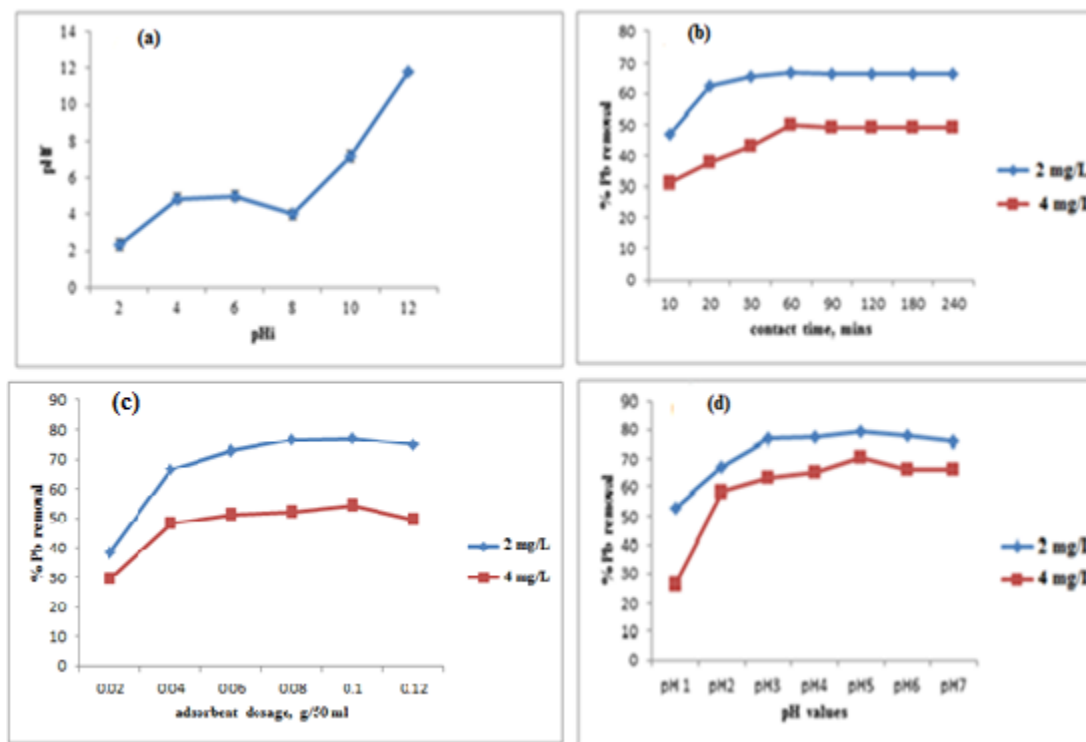 (a)
14
12
10
8
6
4
2
0
pHf
2 4 6 8 10 12
pHi
(b)
80
70
60
50
40
30
20
10
0
% Pb removal
10 20 30 60 90 120 180 240
contact time, mins
2 mg/L
4 mg/L
(c)
90
80
70
60
50
40
30
20
10
0
% Pb removal
0.02 0.04 0.06 0.08 0.1 0.12
adsorbent dosage, g/50 ml
2 mg/L
4 mg/L
(d)
90
80
70
60
50
40
30
20
10
0
% Pb removal
pH 1 pH2 pH3 pH4 pH5 pH6 pH7
pH values
2 mg/L
4 mg/L